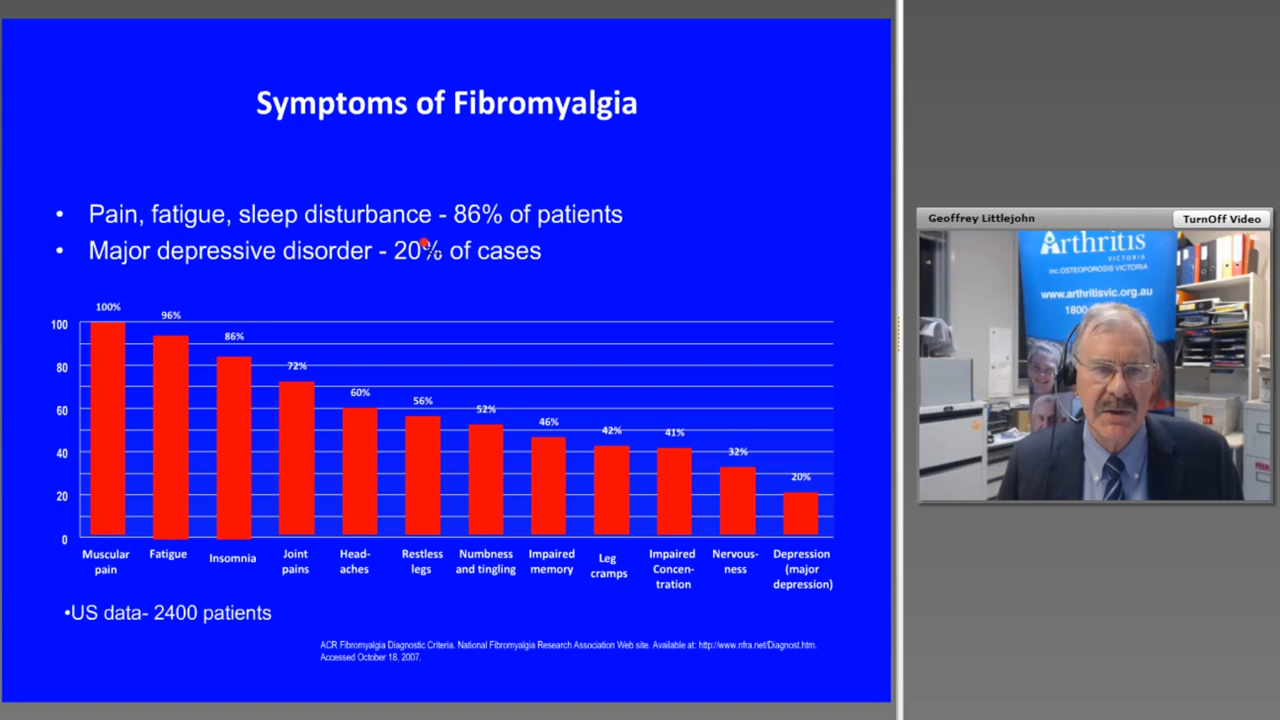 Symptoms of Fibromyalgia
• Pain, fatigue, sleep disturbance - 86% of patients
• Major depressive disorder - 20% of cases
100%
96%
86%
72%
60%
56%
52%
46%
42%
41%
32%
20%
100
80
60
40
20
0
Muscular
pain
Fatigue
Insomnia
Joint
pains
Head-
aches
Restless
legs
Numbness
and tingling
Impaired
memory
Leg
cramps
Impaired
Concen-
tration
Nervous-
ness
Depression
(major
depression)
•US data- 2400 patients
ACR Fibromyalgia Diagnostic Criteria. National Fibromyalgia Research Association Web site. Available at: http://www.nfra.net/Diagnost.htm.
Accessed October 18, 2007.
Geoffrey Littlejohn
TurnOff Video
Arthritis
VICTORIA
INC. OSTEOPOROSIS VICTORIA
www.arthritisvic.org.au
1800